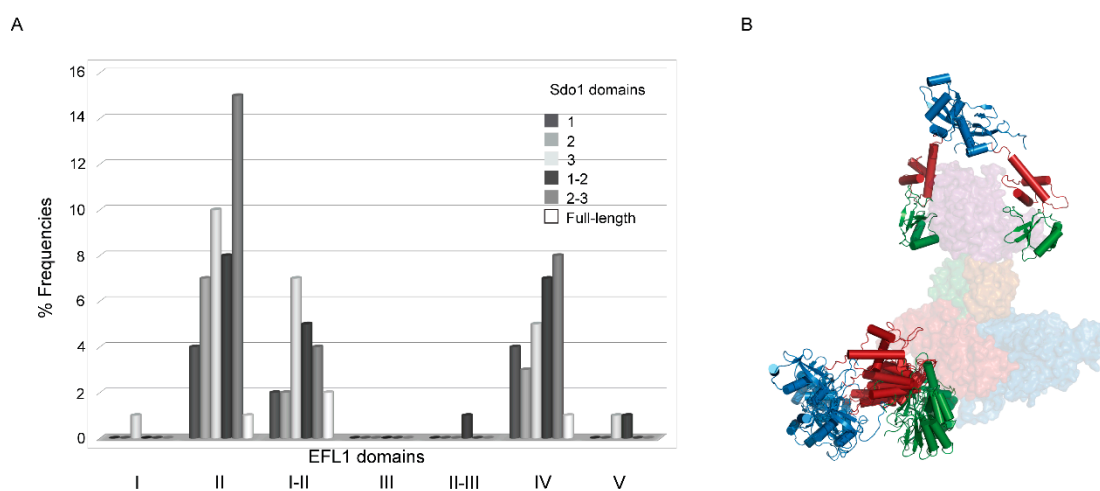 A
B
16
14
12
10
8
6
4
2
0
% Frequencies
Sdo1 domains
1
2
3
1-2
2-3
Full-length
EFL1 domains
I II I-II III II-III IV V